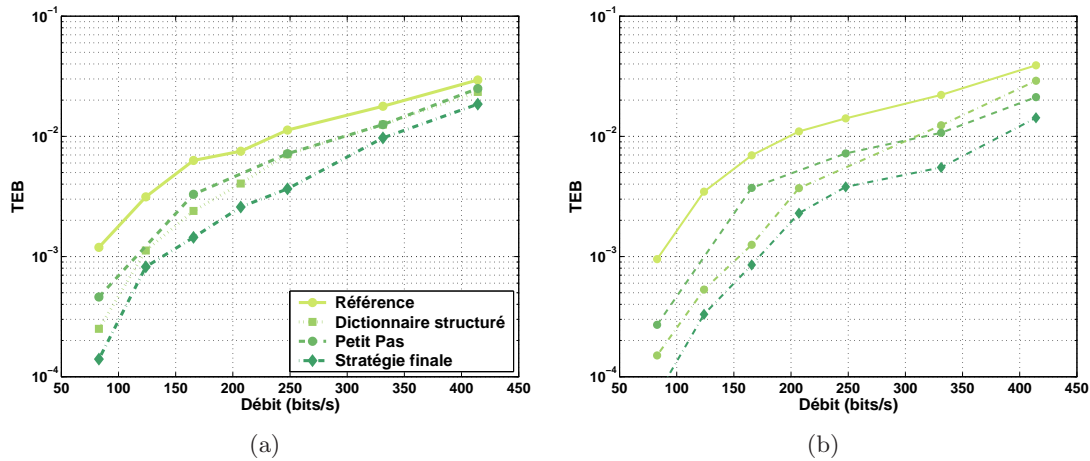 10^-1
10^-2
10^-3
10^-4
TEB
50 100 150 200 250 300 350 400 450
Débit (bits/s)
Référence
Dictionnaire structuré
Petit Pas
Stratégie finale
(a)
10^-1
10^-2
10^-3
10^-4
TEB
50 100 150 200 250 300 350 400 450
Débit (bits/s)
(b)